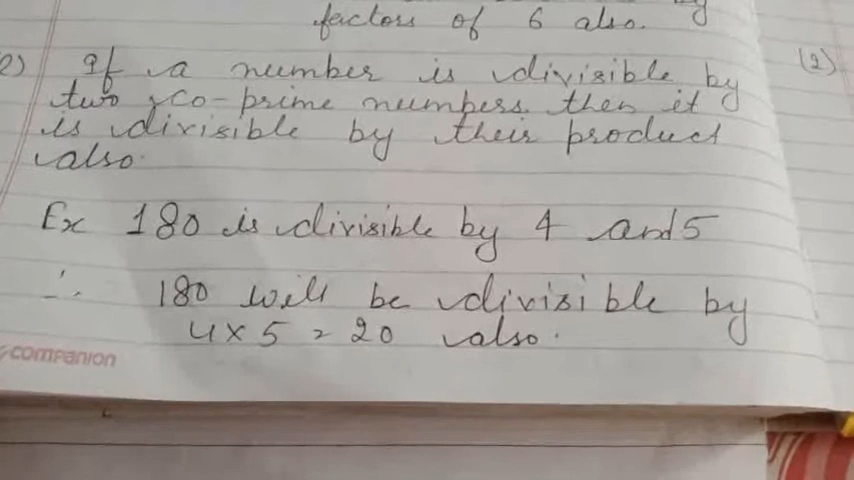 factors of 6 also.
2) If a number is divisible by
two co-prime numbers then it
is divisible by their product
also.
Ex 180 is divisible by 4 and 5
∴ 180 will be divisible by
4 x 5 = 20 also.
companion
(2)